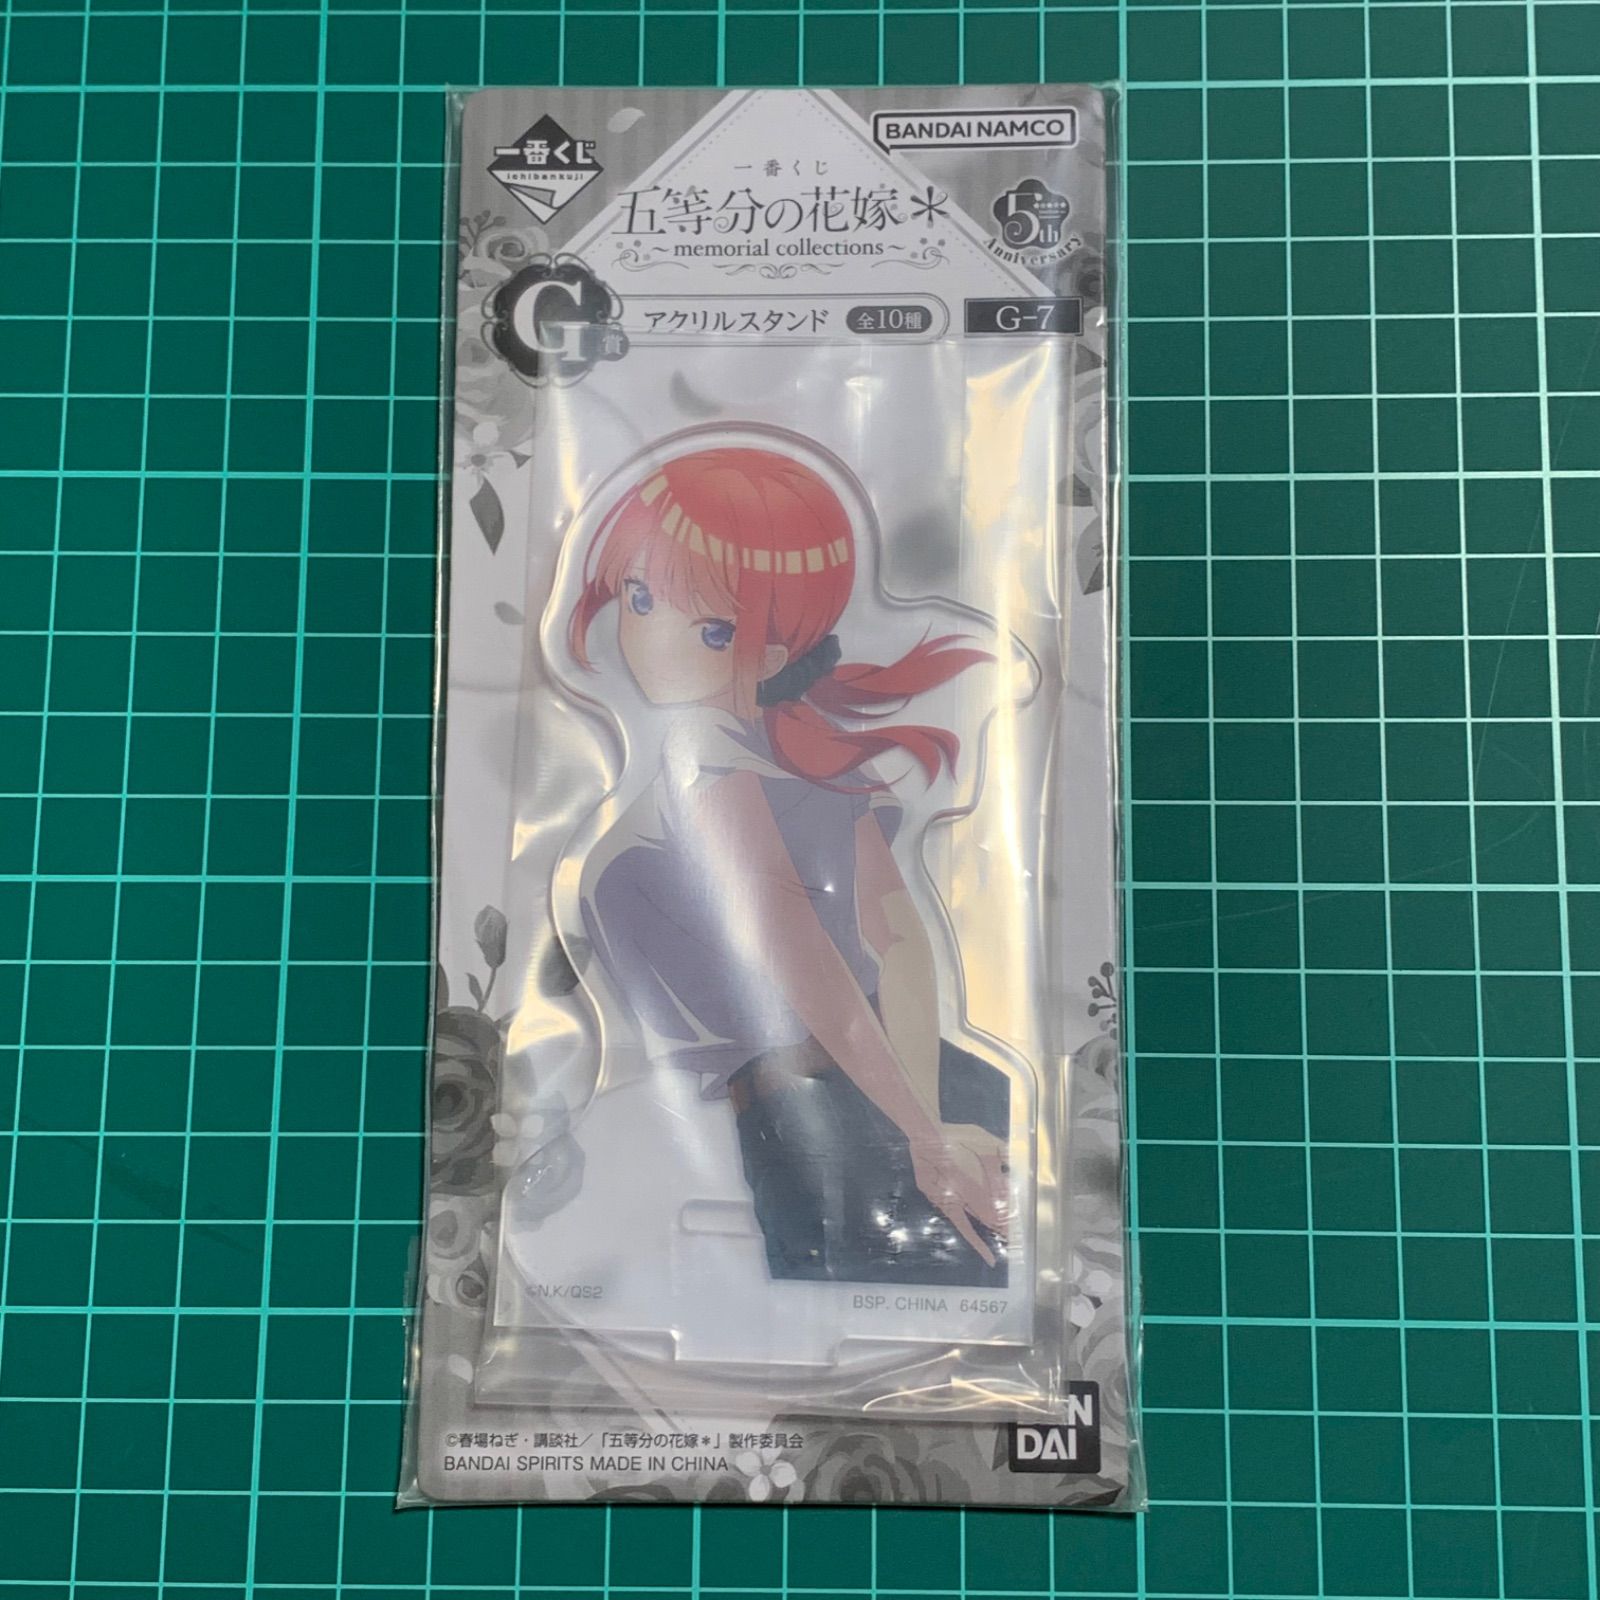 一番くじ
ichibankuji
BANDAI NAMCO
一番くじ
五等分の花嫁＊
～memorial collections～
5th
Anniversary
G賞
アクリルスタンド 全10種
G-7
©N.K/QS2
BSP. CHINA 64567
©春場ねぎ・講談社／「五等分の花嫁＊」製作委員会
BANDAI SPIRITS MADE IN CHINA
DAI